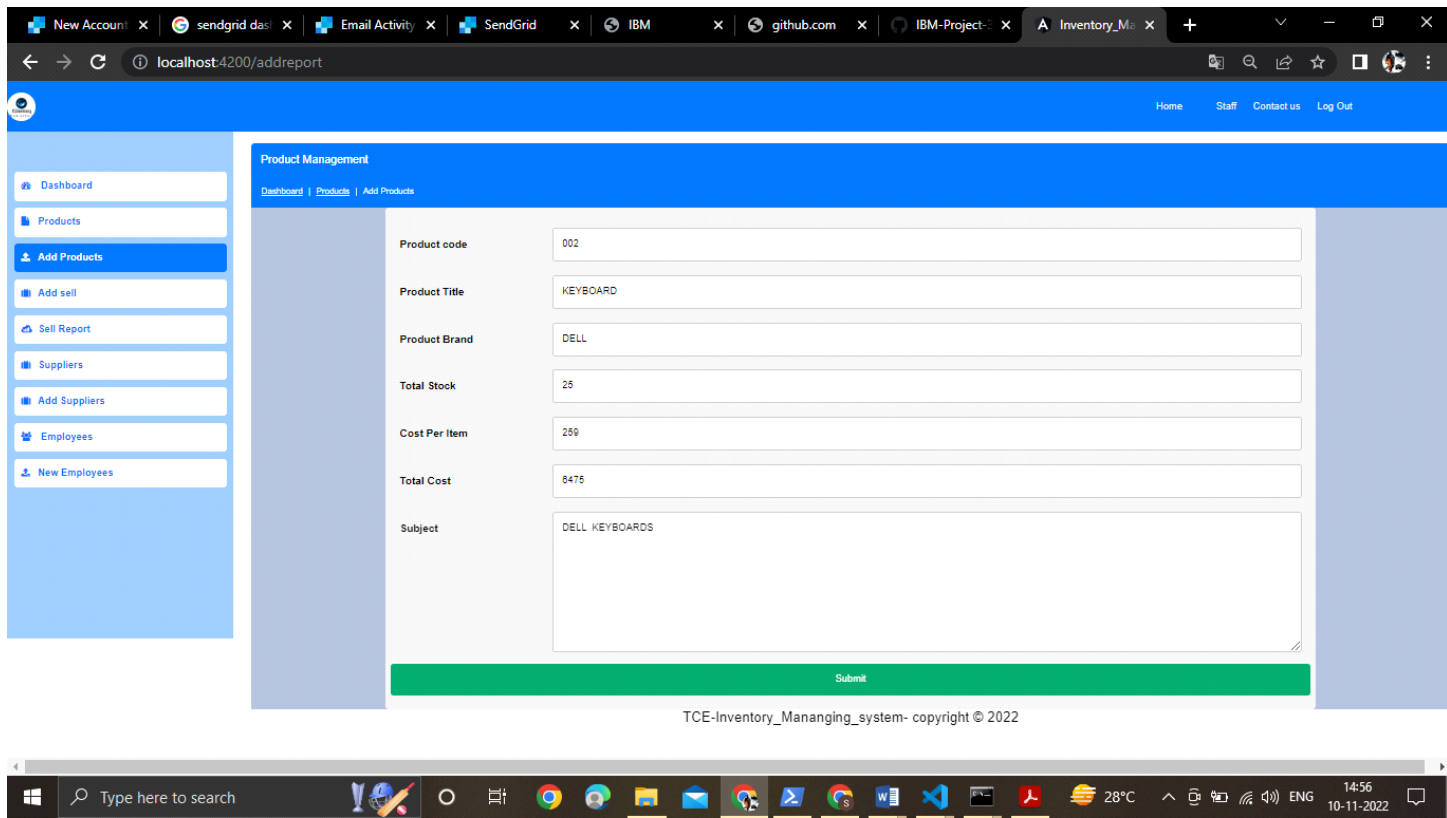 New Account
sendgrid das
Email Activity
SendGrid
IBM
github.com
IBM-Project-3
Inventory_Ma
localhost:4200/addreport
Home Staff Contact us Log Out
Product Management
Dashboard | Products | Add Products
Dashboard
Products
Add Products
Add sell
Sell Report
Suppliers
Add Suppliers
Employees
New Employees
Product code 002
Product Title KEYBOARD
Product Brand DELL
Total Stock 25
Cost Per Item 259
Total Cost 6475
Subject DELL KEYBOARDS
Submit
TCE-Inventory_Mananging_system- copyright © 2022
Type here to search
28°C
ENG
14:56
10-11-2022